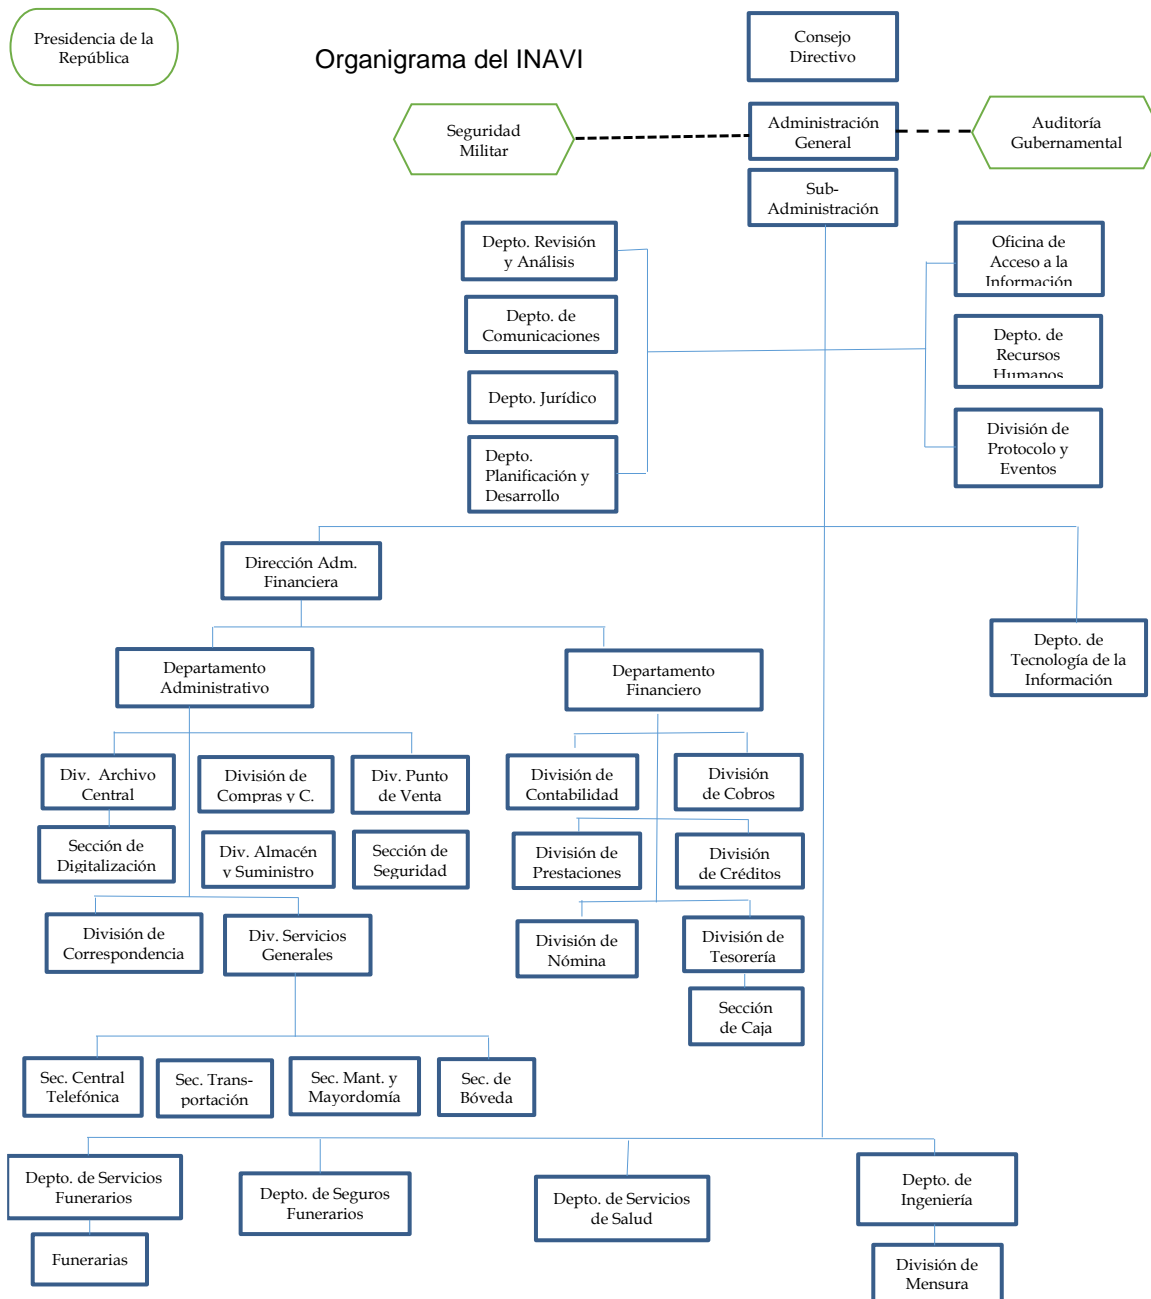 Presidencia de la
República
Organigrama del INAVI
Consejo
Directivo
Seguridad
Militar
Administración
General
Auditoría
Gubernamental
Sub-
Administración
Depto. Revisión
y Análisis
Oficina de
Acceso a la
Información
Depto. de
Comunicaciones
Depto. de
Recursos
Humanos
Depto. Jurídico
División de
Protocolo y
Eventos
Depto.
Planificación y
Desarrollo
Dirección Adm.
Financiera
Depto. de
Tecnología de la
Información
Departamento
Administrativo
Departamento
Financiero
Div. Archivo
Central
División de
Compras y C.
Div. Punto
de Venta
División de
Contabilidad
División
de Cobros
Sección de
Digitalización
Div. Almacén
y Suministro
Sección de
Seguridad
División de
Prestaciones
División
de Créditos
División de
Correspondencia
Div. Servicios
Generales
División de
Nómina
División de
Tesorería
Sección
de Caja
Sec. Central
Telefónica
Sec. Trans-
portación
Sec. Mant. y
Mayordomía
Sec. de
Bóveda
Depto. de Servicios
Funerarios
Depto. de Seguros
Funerarios
Depto. de Servicios
de Salud
Depto. de
Ingeniería
Funerarias
División de
Mensura